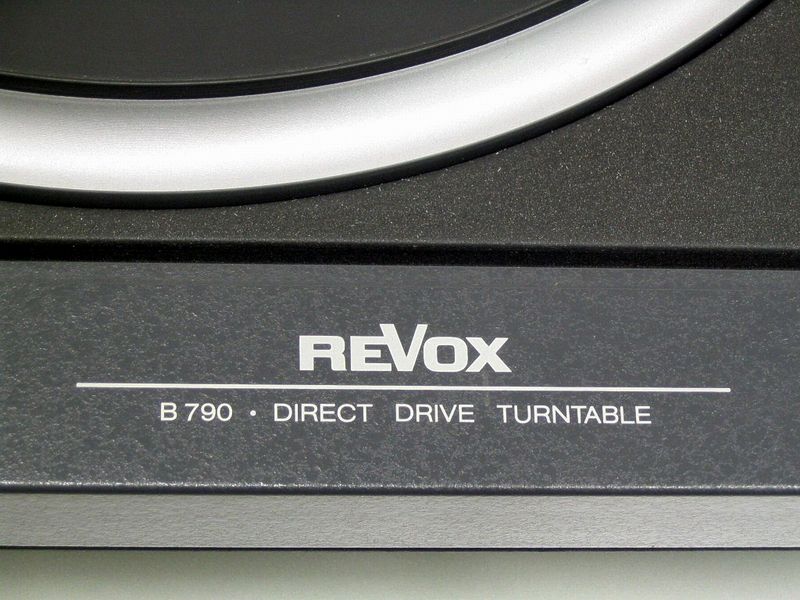 REVOX
B 790 • DIRECT DRIVE TURNTABLE